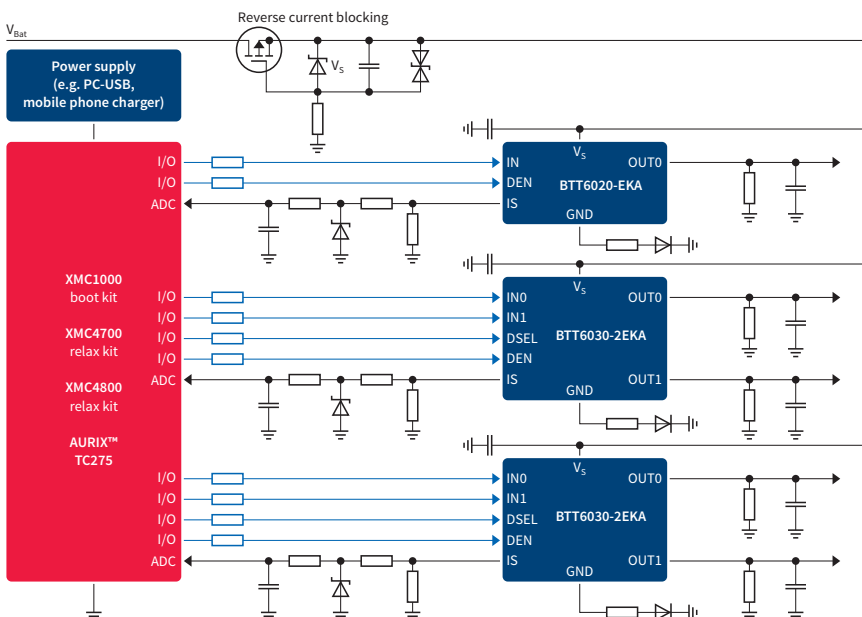 Reverse current blocking
VBat
VS
Power supply
(e.g. PC-USB,
mobile phone charger)
I/O
I/O
ADC
XMC1000
boot kit
I/O
I/O
XMC4700
I/O
relax kit
I/O
ADC
XMC4800
relax kit
AURIX™
TC275
I/O
I/O
I/O
I/O
ADC
VS
IN
OUT0
DEN
BTT6020-EKA
IS
GND
VS
IN0
OUT0
IN1
DSEL
BTT6030-2EKA
DEN
IS
OUT1
GND
VS
IN0
OUT0
IN1
DSEL
BTT6030-2EKA
DEN
IS
OUT1
GND